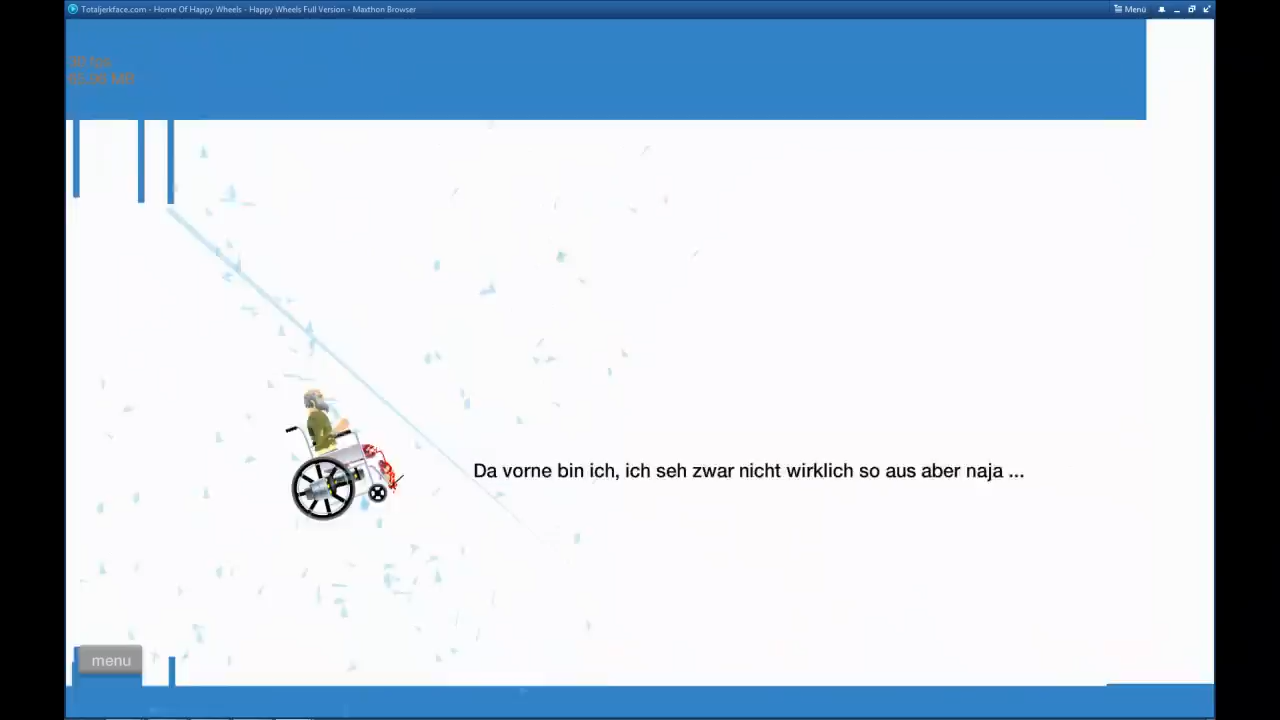 Totaljerkface.com - Home Of Happy Wheels - Happy Wheels Full Version - Maxthon Browser
Menü
Da vorne bin ich, ich seh zwar nicht wirklich so aus aber naja ...
menu